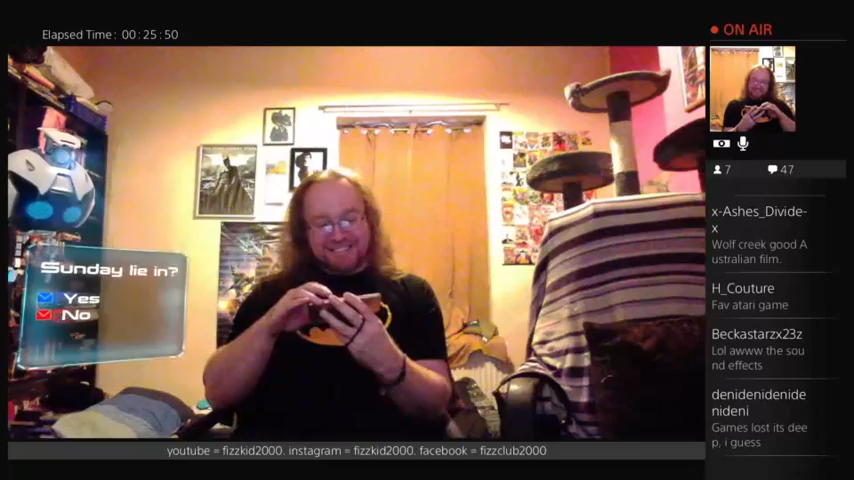 Elapsed Time: 00:25:50
ON AIR
7
47
Sunday lie in?
Yes
No
x-Ashes_Divide-
x
Wolf creek good A
ustralian film.
H_Couture
Fav atari game
Beckastarzx23z
Lol awww the sou
nd effects
denidenidenide
nideni
Games lost its dee
p, i guess
youtube = fizzkid2000. instagram = fizzkid2000. facebook = fizzclub2000